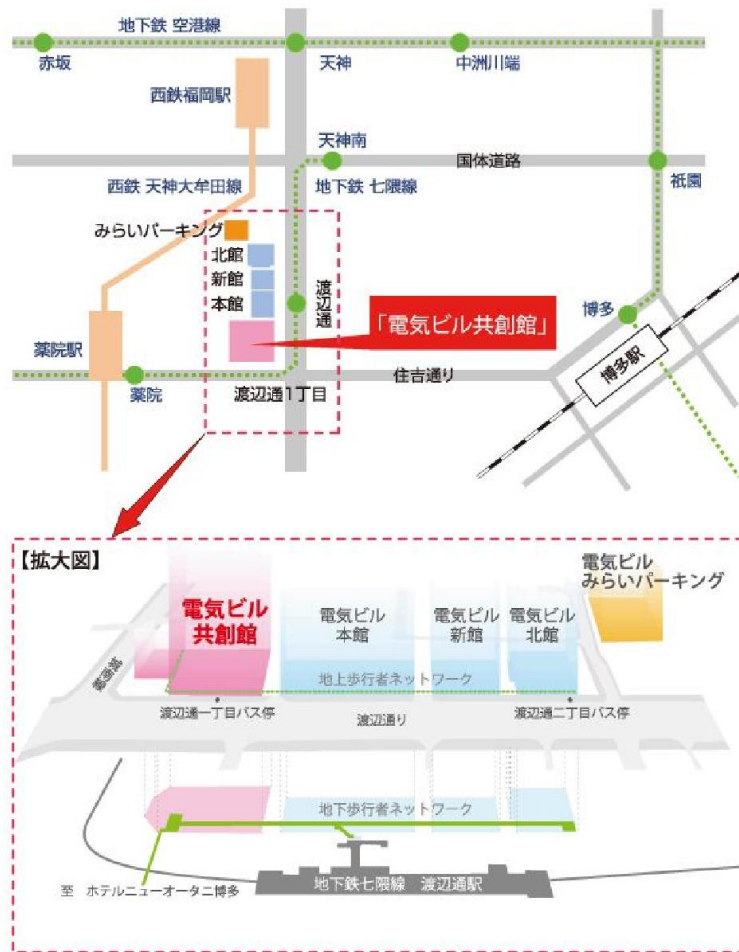 地下鉄 空港線
赤坂
天神
中洲川端
西鉄福岡駅
天神南
国体道路
西鉄 天神大牟田線
地下鉄 七隈線
祇園
みらいパーキング
北館
新館
本館
渡辺通
「電気ビル共創館」
博多
博多駅
薬院駅
薬院
渡辺通1丁目
住吉通り
【拡大図】
電気ビル
共創館
電気ビル
本館
電気ビル
新館
電気ビル
北館
電気ビル
みらいパーキング
城南線
地上歩行者ネットワーク
渡辺通一丁目バス停
渡辺通り
渡辺通二丁目バス停
地下歩行者ネットワーク
至 ホテルニューオータニ博多
地下鉄七隈線 渡辺通駅